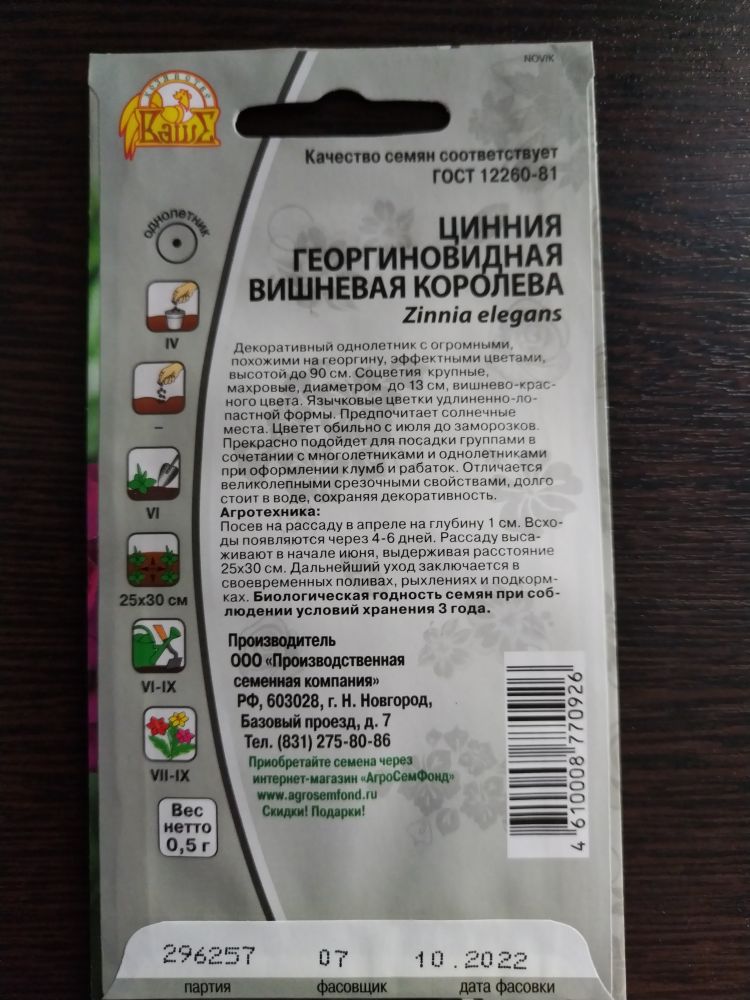 NOVIK
ХОЗЯЙСТВО
ВАШЕ
Качество семян соответствует
ГОСТ 12260-81
однолетник
ЦИННИЯ
ГЕОРГИНОВИДНАЯ
ВИШНЕВАЯ КОРОЛЕВА
Zinnia elegans
IV
–
VI
25х30 см
VI-IX
VII-IX
Декоративный однолетник с огромными,
похожими на георгину, эффектными цветами,
высотой до 90 см. Соцветия крупные,
махровые, диаметром до 13 см, вишнево-крас-
ного цвета. Язычковые цветки удлиненно-ло-
пастной формы. Предпочитает солнечные
места. Цветет обильно с июля до заморозков.
Прекрасно подойдет для посадки группами в
сочетании с многолетниками и однолетниками
при оформлении клумб и рабаток. Отличается
великолепными срезочными свойствами, долго
стоит в воде, сохраняя декоративность.
Агротехника:
Посев на рассаду в апреле на глубину 1 см. Всхо-
ды появляются через 4-6 дней. Рассаду выса-
живают в начале июня, выдерживая расстояние
25х30 см. Дальнейший уход заключается в
своевременных поливах, рыхлениях и подкорм-
ках. Биологическая годность семян при соб-
людении условий хранения 3 года.
Производитель
ООО «Производственная
семенная компания»
РФ, 603028, г. Н. Новгород,
Базовый проезд, д. 7
Тел. (831) 275-80-86
Приобретайте семена через
интернет-магазин «АгроСемФонд»
www.agrosemfond.ru
Скидки! Подарки!
Вес
нетто
0,5 г
4 610008 770926
296257 07 10.2022
партия фасовщик дата фасовки